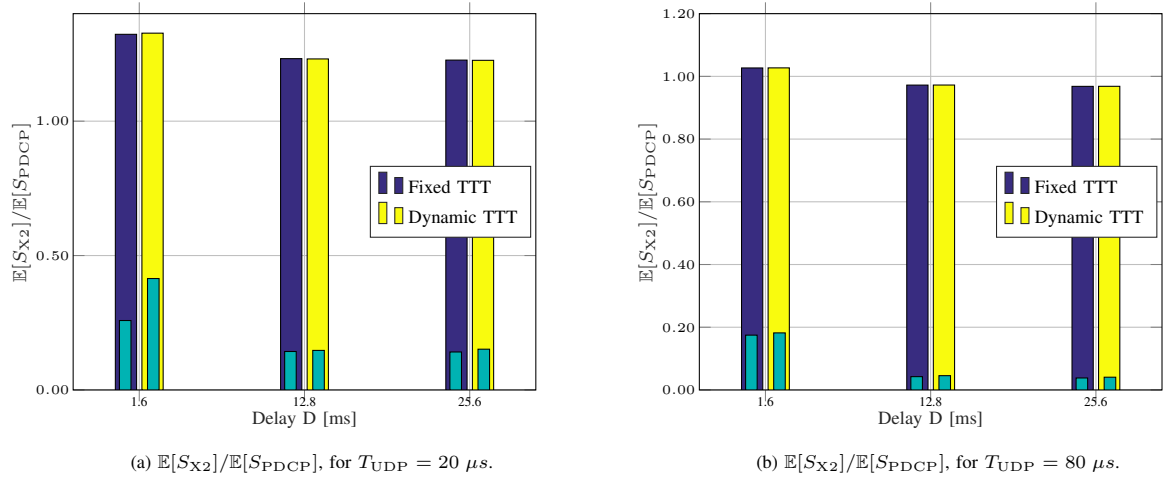 1.00
0.50
0.00
𝔼[S_X2]/𝔼[S_PDCP]
1.6
12.8
25.6
Delay D [ms]
Fixed TTT
Dynamic TTT
(a) 𝔼[S_X2]/𝔼[S_PDCP], for T_UDP = 20 μs.
1.20
1.00
0.80
0.60
0.40
0.20
0.00
𝔼[S_X2]/𝔼[S_PDCP]
1.6
12.8
25.6
Delay D [ms]
Fixed TTT
Dynamic TTT
(b) 𝔼[S_X2]/𝔼[S_PDCP], for T_UDP = 80 μs.